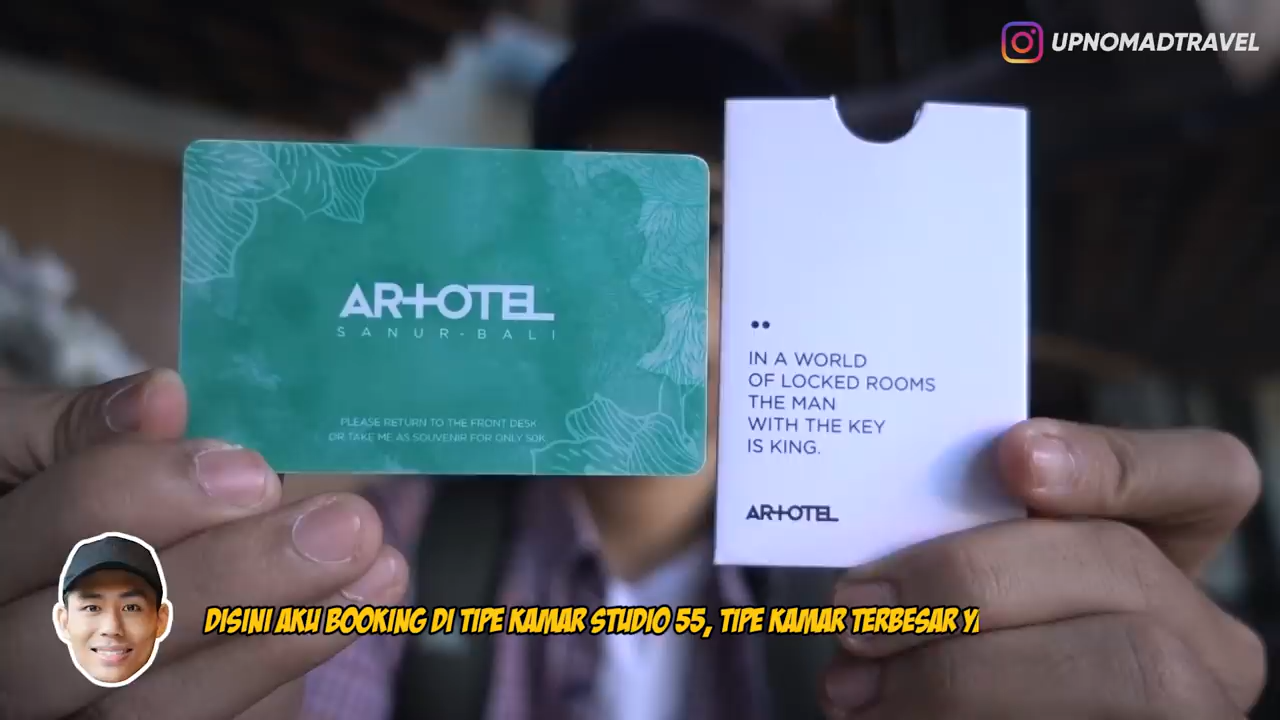 UPNOMADTRAVEL
ARTOTEL
SANUR-BALI
PLEASE RETURN TO THE FRONT DESK
OR TAKE ME AS SOUVENIR FOR ONLY 50K
IN A WORLD
OF LOCKED ROOMS
THE MAN
WITH THE KEY
IS KING.
ARTOTEL
DISINI AKU BOOKING DI TIPE KAMAR STUDIO 55, TIPE KAMAR TERBESAR